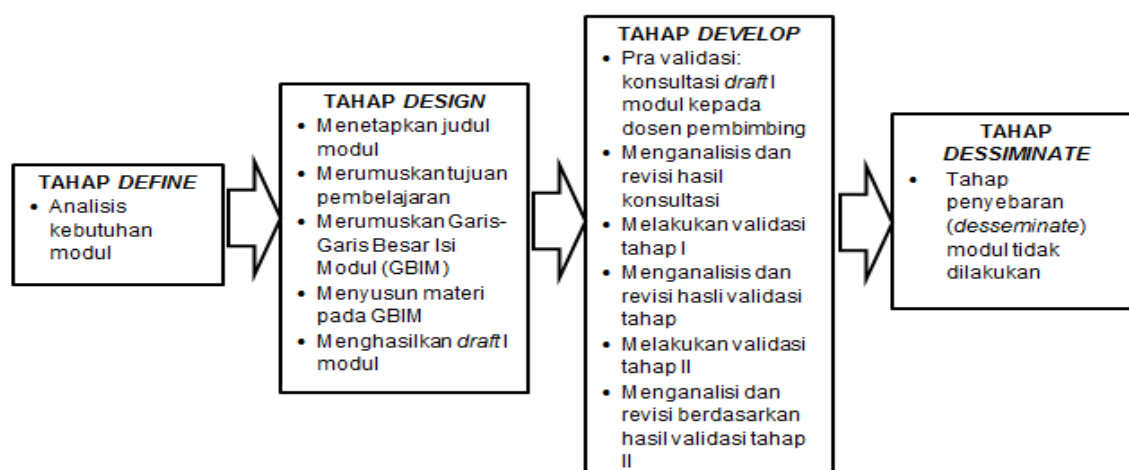 TAHAP DEFINE
• Analisis
kebutuhan
modul
TAHAP DESIGN
• Menetapkan judul
modul
• Merumuskan tujuan
pembelajaran
• Merumuskan Garis-
Garis Besar Isi
Modul (GBIM)
• Menyusun materi
pada GBIM
• Menghasilkan draft I
modul
TAHAP DEVELOP
• Pra validasi:
konsultasi draft I
modul kepada
dosen pembimbing
• Menganalisis dan
revisi hasil
konsultasi
• Melakukan validasi
tahap I
• Menganalisis dan
revisi hasli validasi
tahap
• Melakukan validasi
tahap II
• Menganalisi dan
revisi berdasarkan
hasil validasi tahap
II
TAHAP
DESSIMINATE
• Tahap
penyebaran
(desseminate)
modul tidak
dilakukan